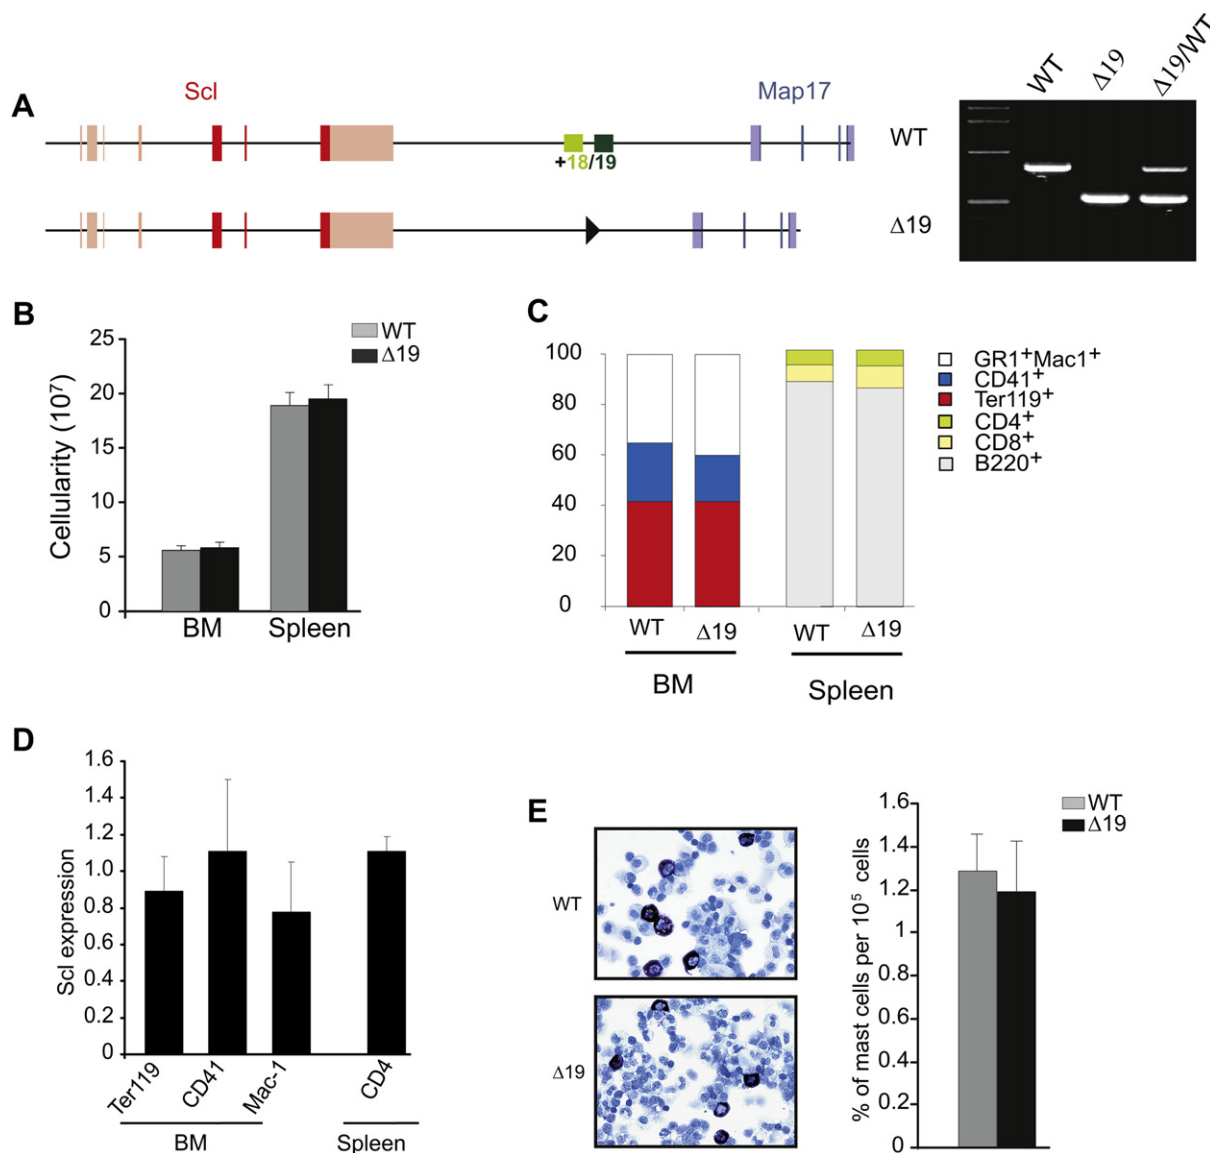 A
Scl
Map17
WT
+18/19
Δ19
WT
Δ19
Δ19/WT
B
WT
Δ19
Cellularity (10⁷)
25
20
15
10
5
0
BM
Spleen
C
100
80
60
40
20
0
WT
Δ19
WT
Δ19
BM
Spleen
GR1⁺Mac1⁺
CD41⁺
Ter119⁺
CD4⁺
CD8⁺
B220⁺
D
Scl expression
1.6
1.4
1.2
1.0
0.8
0.6
0.4
0.2
0
Ter119
CD41
Mac-1
CD4
BM
Spleen
E
WT
Δ19
% of mast cells per 10⁵ cells
1.6
1.4
1.2
1.0
0.8
0.6
0.4
0.2
0
WT
Δ19